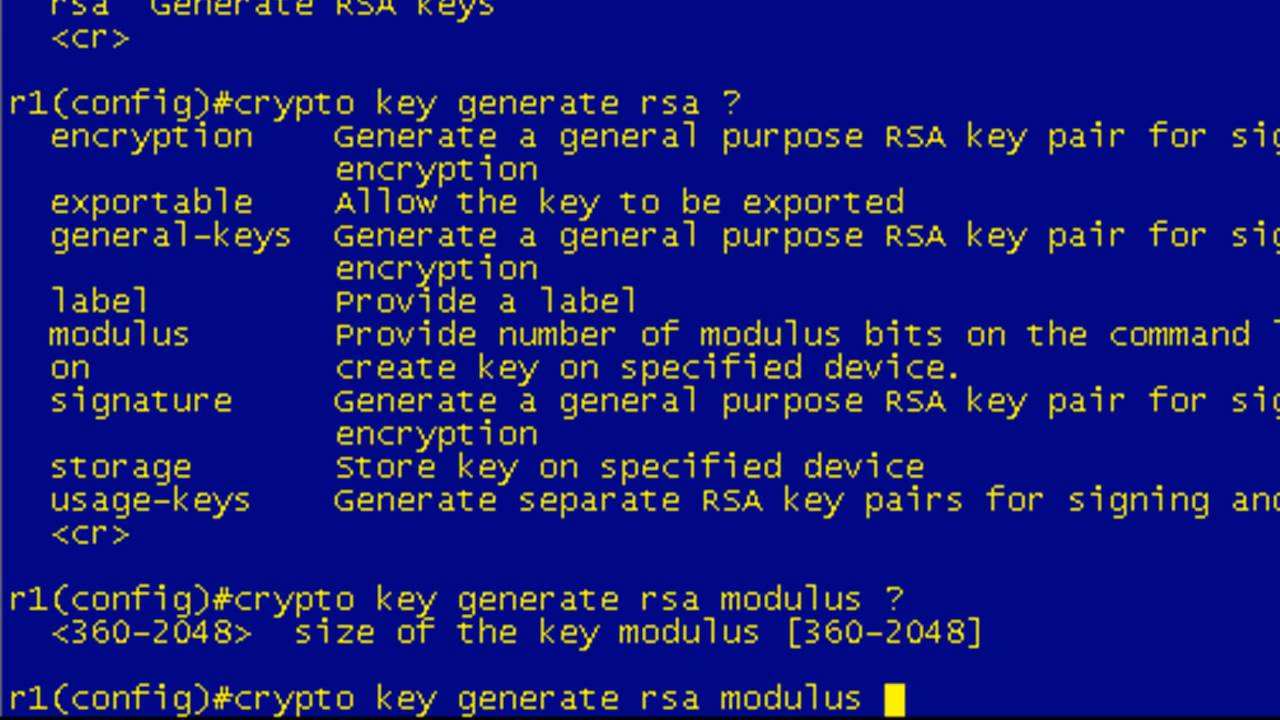 rsa Generate RSA keys
<cr>
r1(config)#crypto key generate rsa ?
encryption Generate a general purpose RSA key pair for
encryption
exportable Allow the key to be exported
general-keys Generate a general purpose RSA key pair for
encryption
label Provide a label
modulus Provide number of modulus bits on the command
on create key on specified device.
signature Generate a general purpose RSA key pair for
encryption
storage Store key on specified device
usage-keys Generate separate RSA key pairs for signing and
<cr>
r1(config)#crypto key generate rsa modulus ?
<360-2048> size of the key modulus [360-2048]
r1(config)#crypto key generate rsa modulus